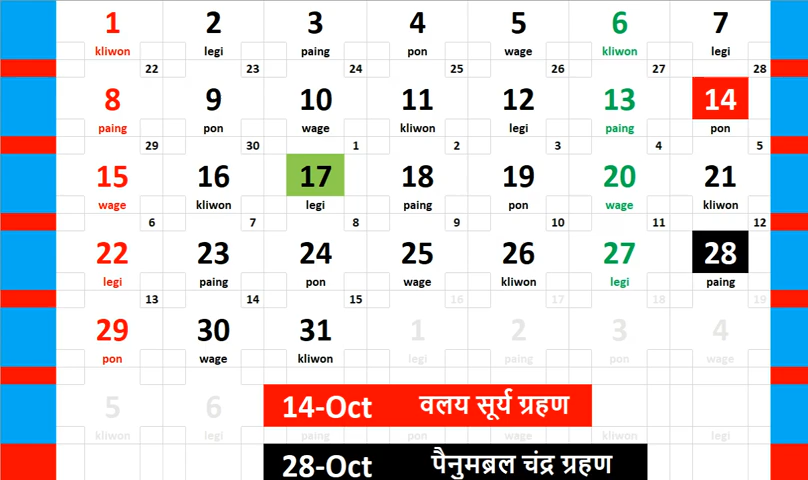 1 2 3 4 5 6 7
kliwon legi paing pon wage kliwon legi
22 23 24 25 26 27 28
8 9 10 11 12 13 14
paing pon wage kliwon legi paing pon
29 30 1 2 3 4 5
15 16 17 18 19 20 21
wage kliwon legi paing pon wage kliwon
6 7 8 9 10 11 12
22 23 24 25 26 27 28
legi paing pon wage kliwon legi paing
13 14 15 16 17 18 19
29 30 31 1 2 3 4
pon wage kliwon legi paing pon wage
5 6 14-Oct वलय सूर्य ग्रहण
kliwon legi paing pon wage kliwon legi
28-Oct पैनुमब्रल चंद्र ग्रहण